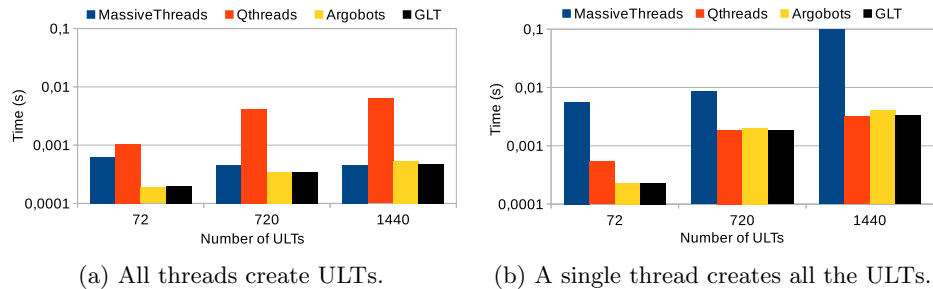 MassiveThreads Qthreads Argobots GLT
0,1
0,01
0,001
0,0001
Time (s)
72 720 1440
Number of ULTs
(a) All threads create ULTs.
MassiveThreads Qthreads Argobots GLT
0,1
0,01
0,001
0,0001
Time (s)
72 720 1440
Number of ULTs
(b) A single thread creates all the ULTs.